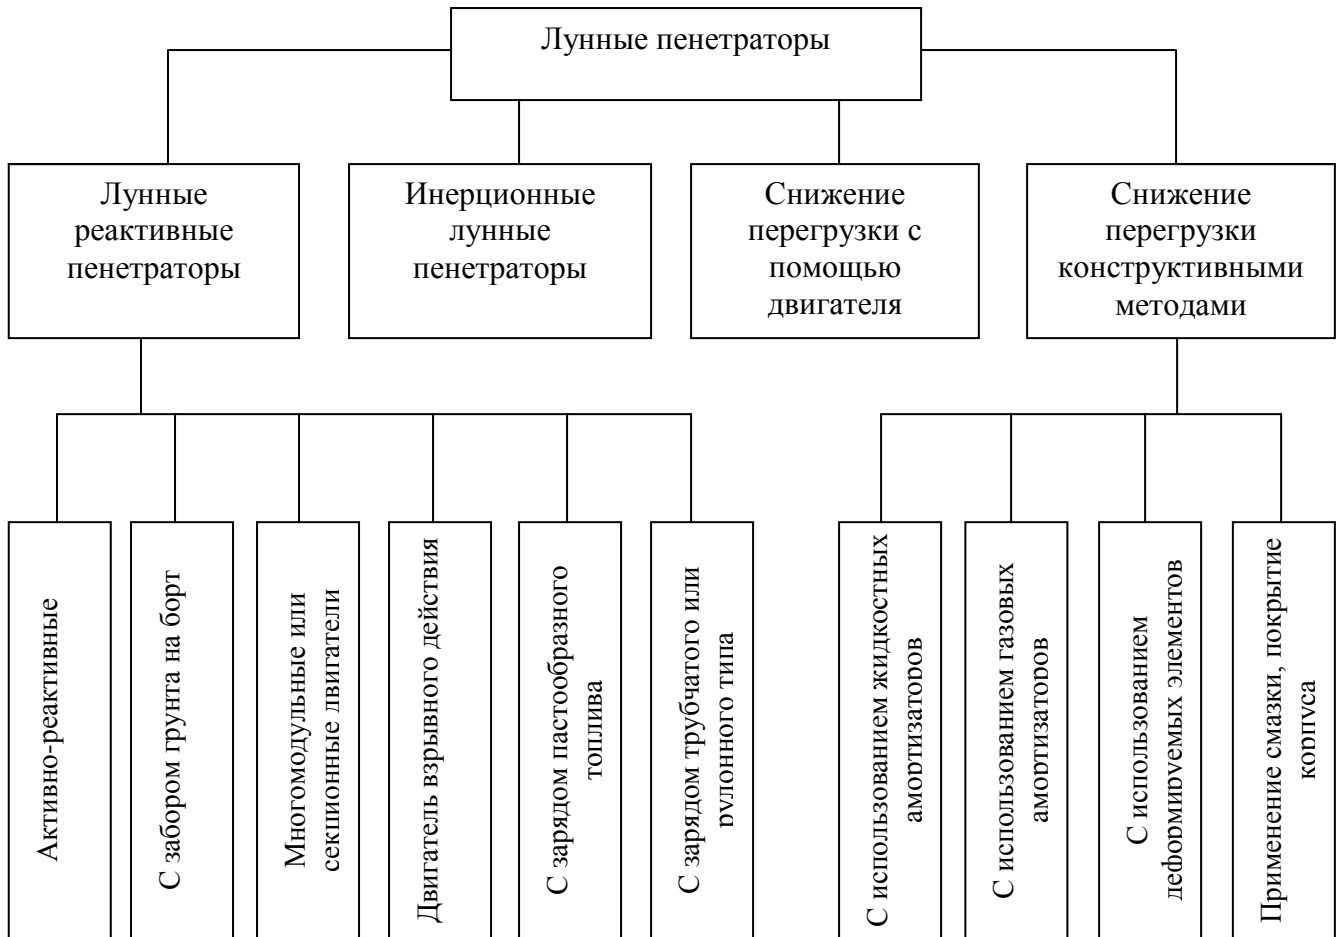 Лунные пенетраторы
Лунные
реактивные
пенетраторы
Инерционные
лунные
пенетраторы
Снижение
перегрузки с
помощью
двигателя
Снижение
перегрузки
конструктивными
методами
Активно-реактивные
С забором грунта на борт
Многомодульные или
секционные двигатели
Двигатель взрывного действия
С зарядом пастообразного
топлива
С зарядом трубчатого или
рулонного типа
С использованием жидкостных
амортизаторов
С использованием газовых
амортизаторов
С использованием
деформируемых элементов
Применение смазки, покрытие
корпуса